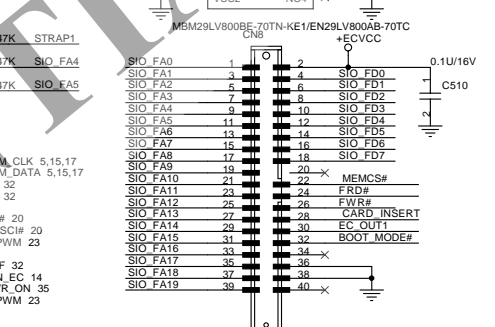 VSS2 NC4
MBM29LV800BE-70TN-KE1/EN29LV800AB-70TC
CN8
+ECVCC
47K STRAP1
47K SIO_FA4
47K SIO_FA5
0.1U/16V
C510
1
2
SIO_FA0 1 2
SIO_FA1 3 4 SIO_FD0
SIO_FA2 5 6 SIO_FD1
SIO_FA3 7 8 SIO_FD2
SIO_FA4 9 10 SIO_FD3
SIO_FA5 11 12 SIO_FD4
SIO_FA6 13 14 SIO_FD5
SIO_FA7 15 16 SIO_FD6
SIO_FA8 17 18 SIO_FD7
SIO_FA9 19 20
SIO_FA10 21 22 MEMCS#
SIO_FA11 23 24 FRD#
SIO_FA12 25 26 FWR#
SIO_FA13 27 28 CARD_INSERT
SIO_FA14 29 30 EC_OUT1
SIO_FA15 31 32 BOOT_MODE#
SIO_FA16 33 34
SIO_FA17 35 36
SIO_FA18 37 38
SIO_FA19 39 40
M_CLK 5,15,17
M_DATA 5,15,17
32
32
# 20
SCI# 20
PWM 23
F 32
N_EC 14
R_ON 35
PWM 23